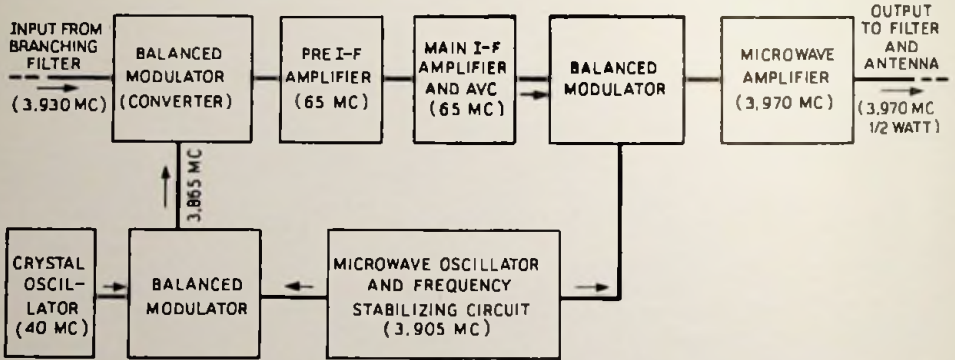 INPUT FROM
BRANCHING
FILTER
(3.930 MC)
BALANCED
MODULATOR
(CONVERTER)
PRE I-F
AMPLIFIER
(65 MC)
MAIN I-F
AMPLIFIER
AND AVC
(65 MC)
BALANCED
MODULATOR
MICROWAVE
AMPLIFIER
(3,970 MC)
OUTPUT
TO FILTER
AND
ANTENNA
(3,970 MC
1/2 WATT)
3,865 MC
CRYSTAL
OSCIL-
LATOR
(40 MC)
BALANCED
MODULATOR
MICROWAVE OSCILLATOR
AND FREQUENCY
STABILIZING CIRCUIT
(3.905 MC)